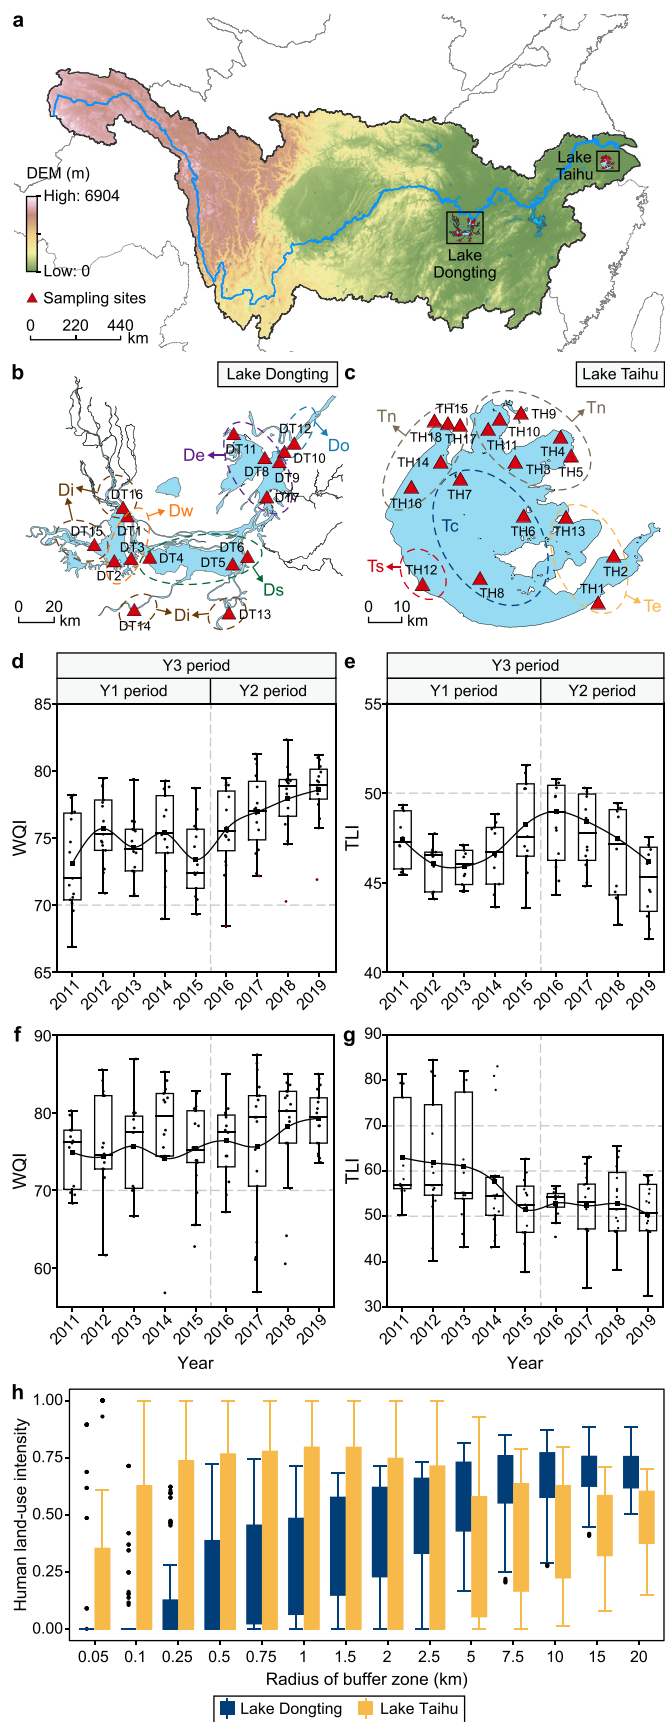 a
DEM (m)
High: 6904
Low: 0
Sampling sites
0 220 440
km
Lake
Taihu
Lake
Dongting
b
Lake Dongting
De
Do
DT12
DT11
DT10
DT8
DT9
DT7
Di
DT16
Dw
DT1
DT15
DT3
DT4
DT6
DT2
DT5
Ds
Di
DT14
DT13
0 20
km
c
Lake Taihu
Tn
TH15
TH9
Tn
TH10
TH18
TH17
TH11
TH4
TH14
TH3
TH5
TH7
TH16
Tc
TH6
TH13
Ts
TH12
TH2
TH8
TH1
Te
0 10
km
d
Y3 period
Y1 period Y2 period
WQI
85
80
75
70
65
2011 2012 2013 2014 2015 2016 2017 2018 2019
e
Y3 period
Y1 period Y2 period
TLI
55
50
45
40
2011 2012 2013 2014 2015 2016 2017 2018 2019
f
WQI
90
80
70
60
2011 2012 2013 2014 2015 2016 2017 2018 2019
Year
g
TLI
90
80
70
60
50
40
30
2011 2012 2013 2014 2015 2016 2017 2018 2019
Year
h
Human land-use intensity
1.00
0.75
0.50
0.25
0.00
0.05 0.1 0.25 0.5 0.75 1 1.5 2 2.5 5 7.5 10 15 20
Radius of buffer zone (km)
Lake Dongting Lake Taihu